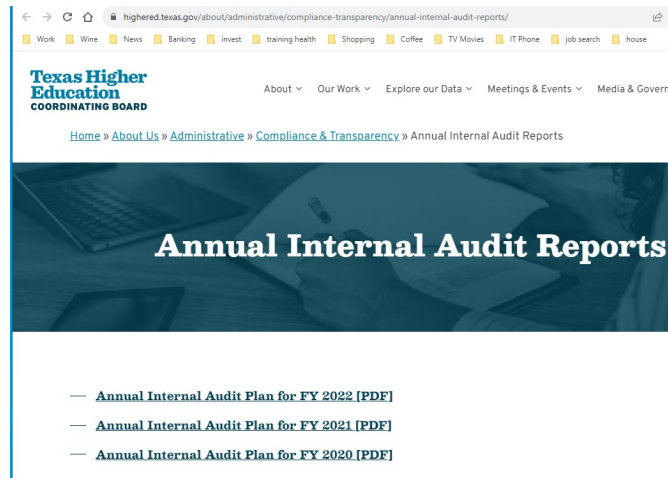 highered.texas.gov/about/administrative/compliance-transparency/annual-internal-audit-reports/
Work Wine News Banking invest training health Shopping Coffee TV Movies IT Phone job search house
Texas Higher
Education
COORDINATING BOARD
About Our Work Explore our Data Meetings & Events Media & Govern
Home » About Us » Administrative » Compliance & Transparency » Annual Internal Audit Reports
Annual Internal Audit Reports
— Annual Internal Audit Plan for FY 2022 [PDF]
— Annual Internal Audit Plan for FY 2021 [PDF]
— Annual Internal Audit Plan for FY 2020 [PDF]